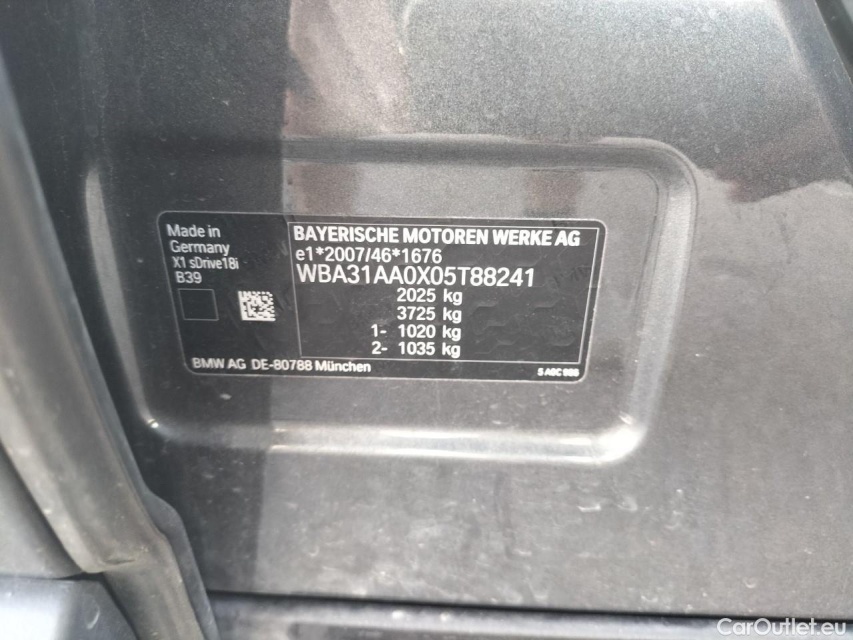 Made in
Germany
X1 sDrive18i
B39
BAYERISCHE MOTOREN WERKE AG
e1*2007/46*1676
WBA31AA0X05T88241
2025 kg
3725 kg
1- 1020 kg
2- 1035 kg
BMW AG DE-80788 München
CarOutlet.eu